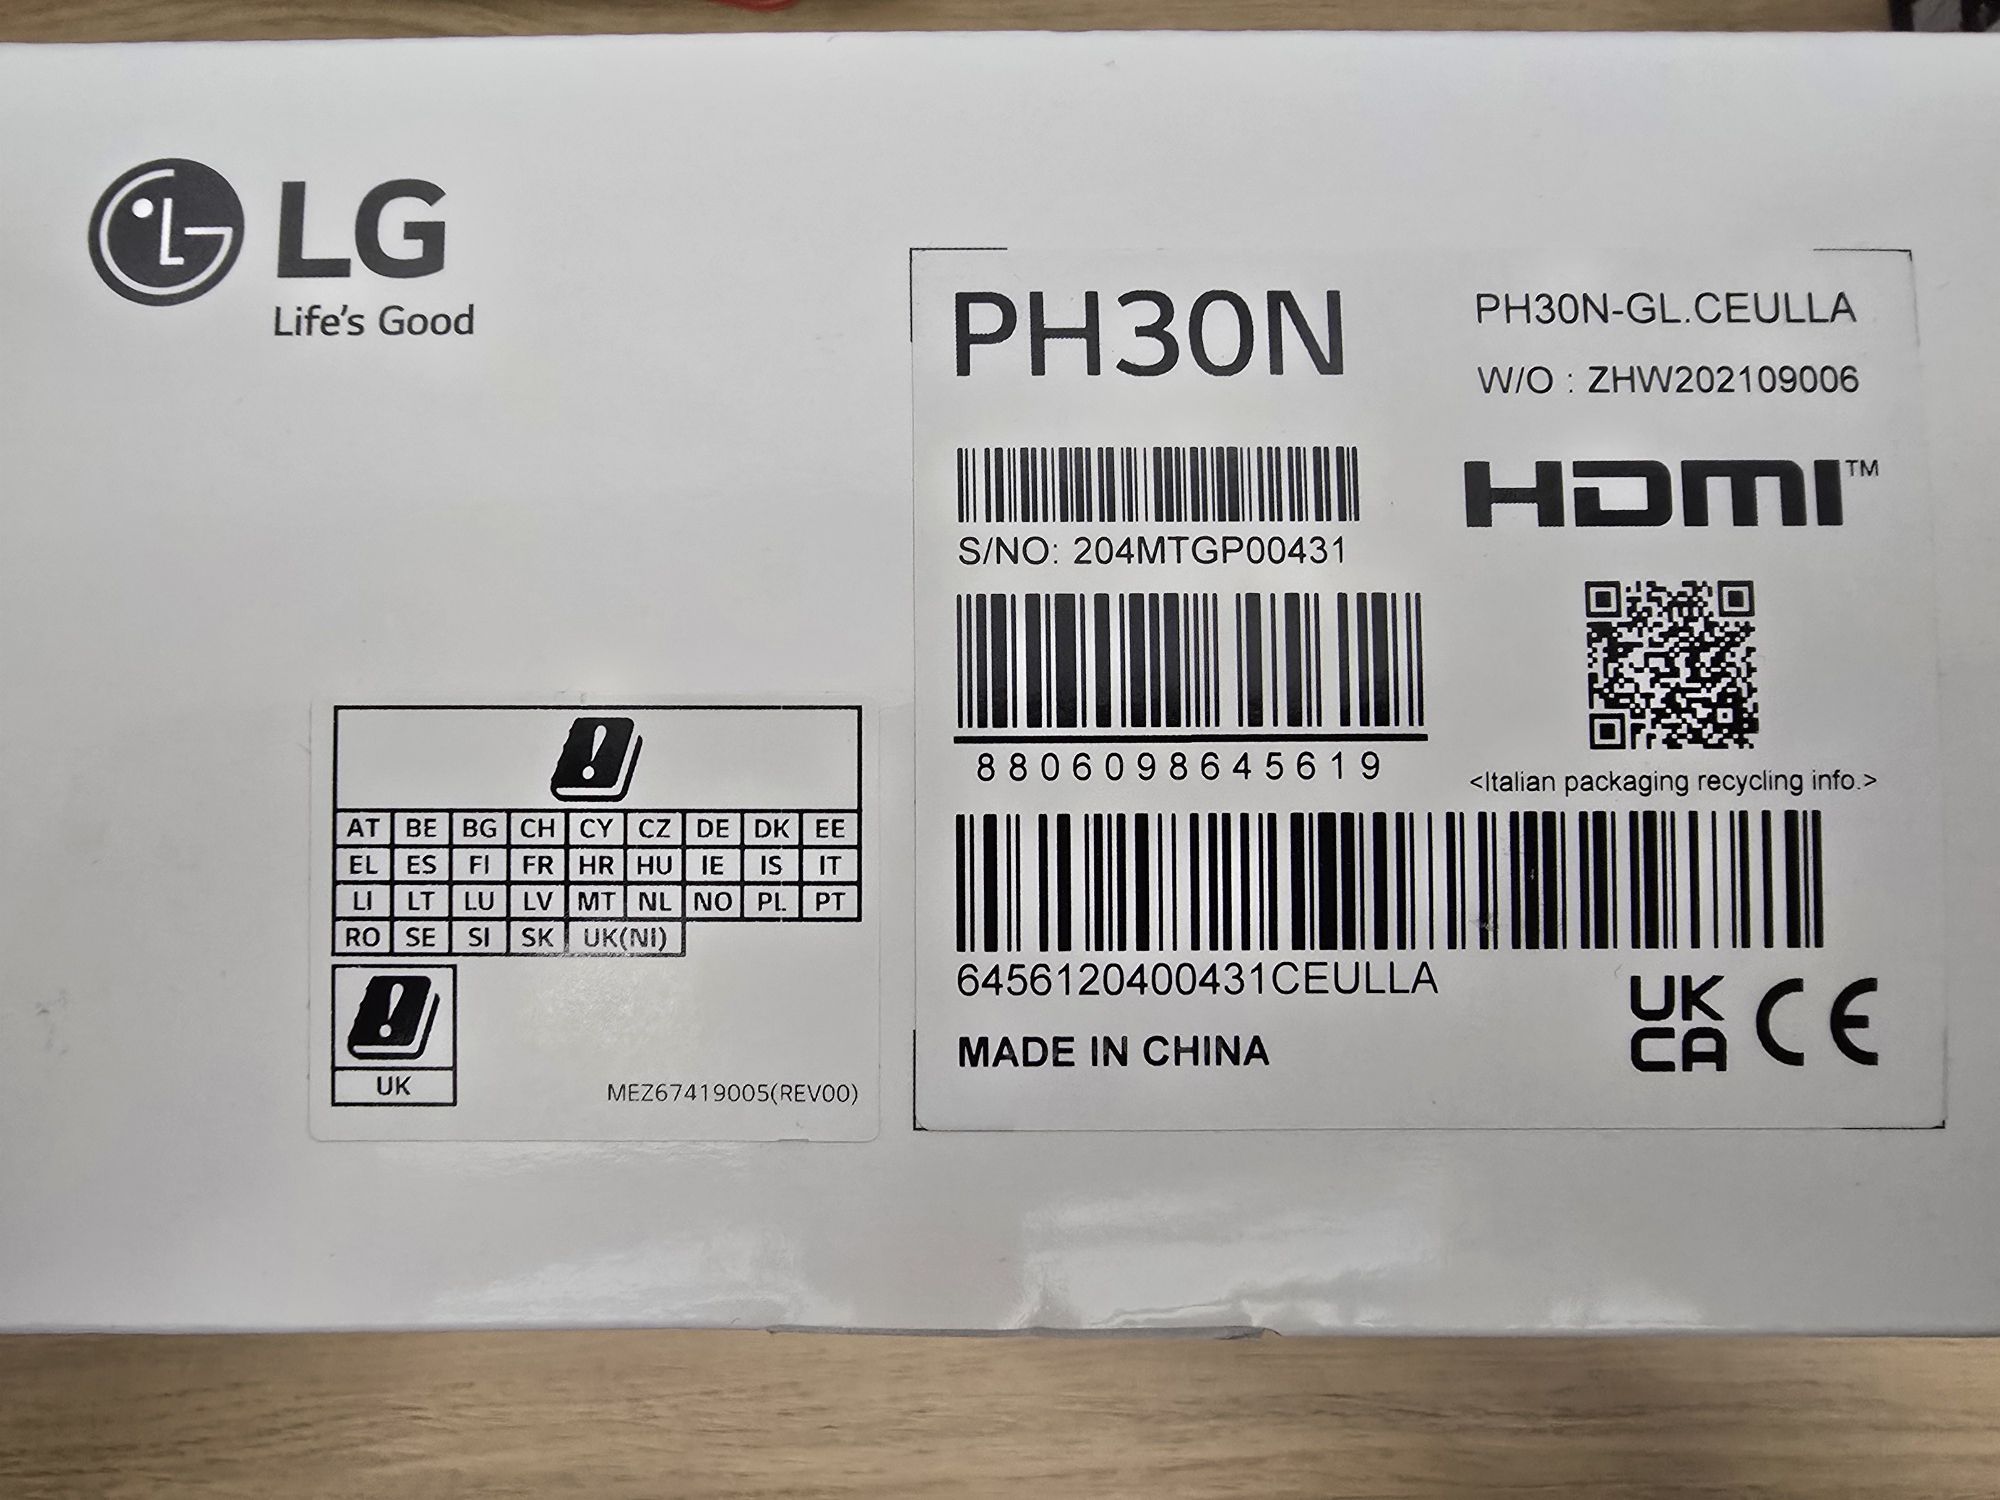 LG
Life's Good
PH30N
PH30N-GL.CEULLA
W/O : ZHW202109006
HDMI™
S/NO: 204MTGP00431
8806098645619
<Italian packaging recycling info.>
6456120400431CEULLA
MADE IN CHINA
UK
CA CE
AT BE BG CH CY CZ DE DK EE
EL ES FI FR HR HU IE IS IT
LI LT LU LV MT NL NO PL PT
RO SE SI SK UK(NI)
UK
MEZ67419005(REV00)